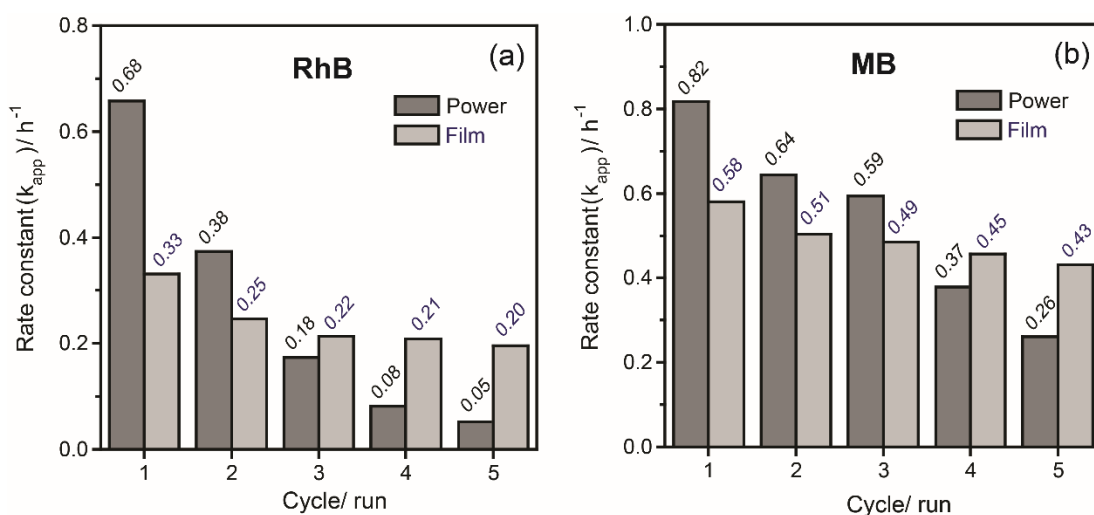 (a)
RhB
Power
Film
Rate constant (k_app)/ h⁻¹
0.8
0.6
0.4
0.2
0.0
0.68
0.33
0.38
0.25
0.18
0.22
0.08
0.21
0.05
0.20
1 2 3 4 5
Cycle/ run
(b)
MB
Power
Film
Rate constant (k_app)/ h⁻¹
1.0
0.8
0.6
0.4
0.2
0.0
0.82
0.58
0.64
0.51
0.59
0.49
0.37
0.45
0.26
0.43
1 2 3 4 5
Cycle/ run